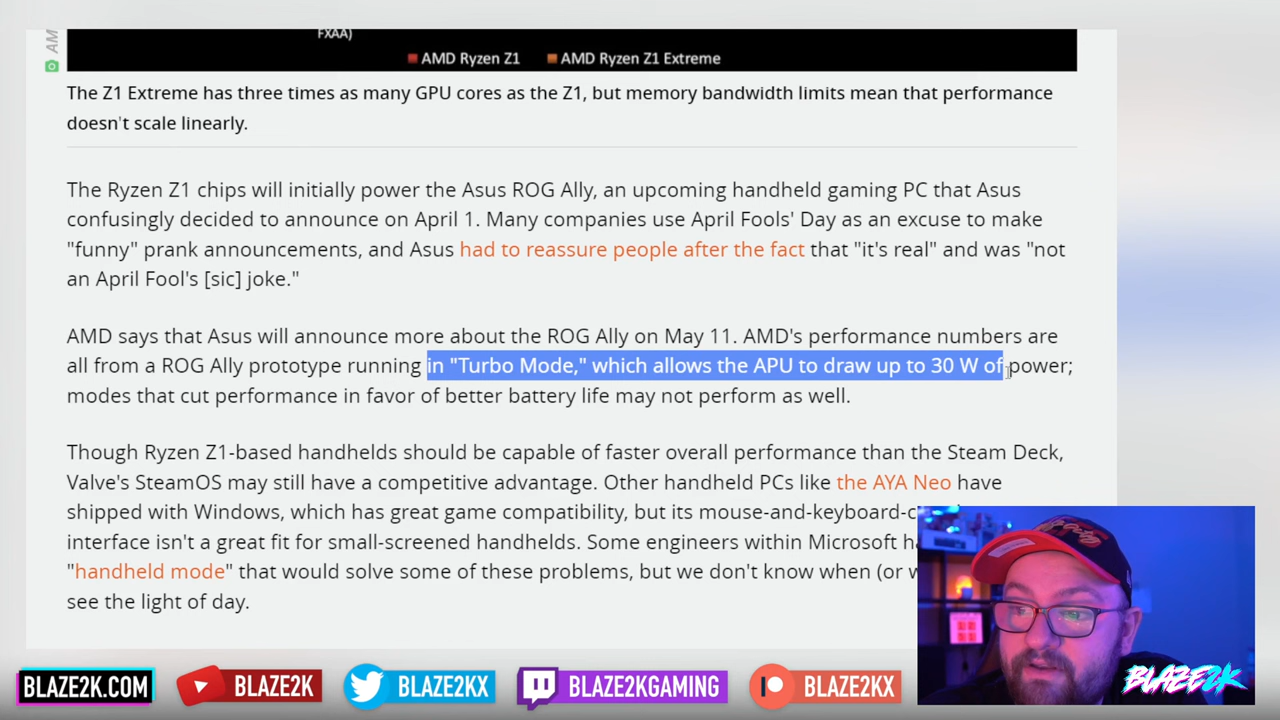 FXAA)
AM
AMD Ryzen Z1 AMD Ryzen Z1 Extreme
The Z1 Extreme has three times as many GPU cores as the Z1, but memory bandwidth limits mean that performance
doesn't scale linearly.
The Ryzen Z1 chips will initially power the Asus ROG Ally, an upcoming handheld gaming PC that Asus
confusingly decided to announce on April 1. Many companies use April Fools' Day as an excuse to make
"funny" prank announcements, and Asus had to reassure people after the fact that "it's real" and was "not
an April Fool's [sic] joke."
AMD says that Asus will announce more about the ROG Ally on May 11. AMD's performance numbers are
all from a ROG Ally prototype running in "Turbo Mode," which allows the APU to draw up to 30 W of power;
modes that cut performance in favor of better battery life may not perform as well.
Though Ryzen Z1-based handhelds should be capable of faster overall performance than the Steam Deck,
Valve's SteamOS may still have a competitive advantage. Other handheld PCs like the AYA Neo have
shipped with Windows, which has great game compatibility, but its mouse-and-keyboard-c
interface isn't a great fit for small-screened handhelds. Some engineers within Microsoft ha
"handheld mode" that would solve some of these problems, but we don't know when (or w
see the light of day.
BLAZE2K
BLAZE2K.COM BLAZE2K BLAZE2KX BLAZE2KGAMING BLAZE2KX